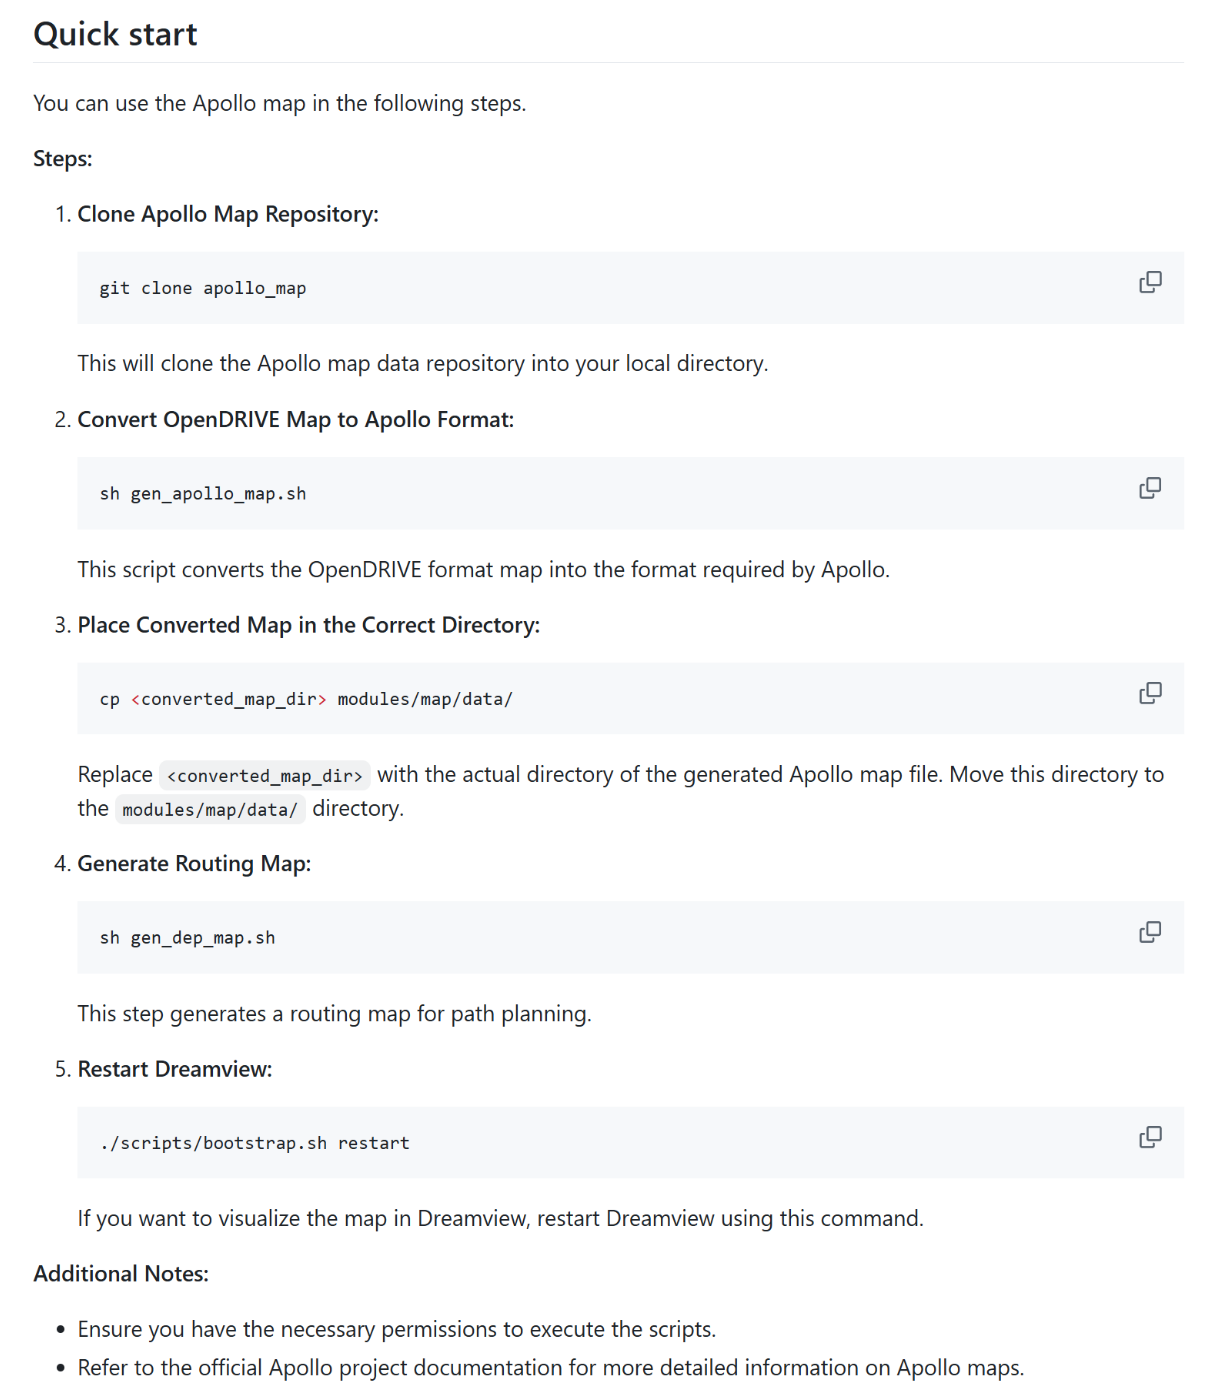 Quick start
You can use the Apollo map in the following steps.
Steps:
1. Clone Apollo Map Repository:
git clone apollo_map
This will clone the Apollo map data repository into your local directory.
2. Convert OpenDRIVE Map to Apollo Format:
sh gen_apollo_map.sh
This script converts the OpenDRIVE format map into the format required by Apollo.
3. Place Converted Map in the Correct Directory:
cp <converted_map_dir> modules/map/data/
Replace <converted_map_dir> with the actual directory of the generated Apollo map file. Move this directory to
the modules/map/data/ directory.
4. Generate Routing Map:
sh gen_dep_map.sh
This step generates a routing map for path planning.
5. Restart Dreamview:
./scripts/bootstrap.sh restart
If you want to visualize the map in Dreamview, restart Dreamview using this command.
Additional Notes:
• Ensure you have the necessary permissions to execute the scripts.
• Refer to the official Apollo project documentation for more detailed information on Apollo maps.